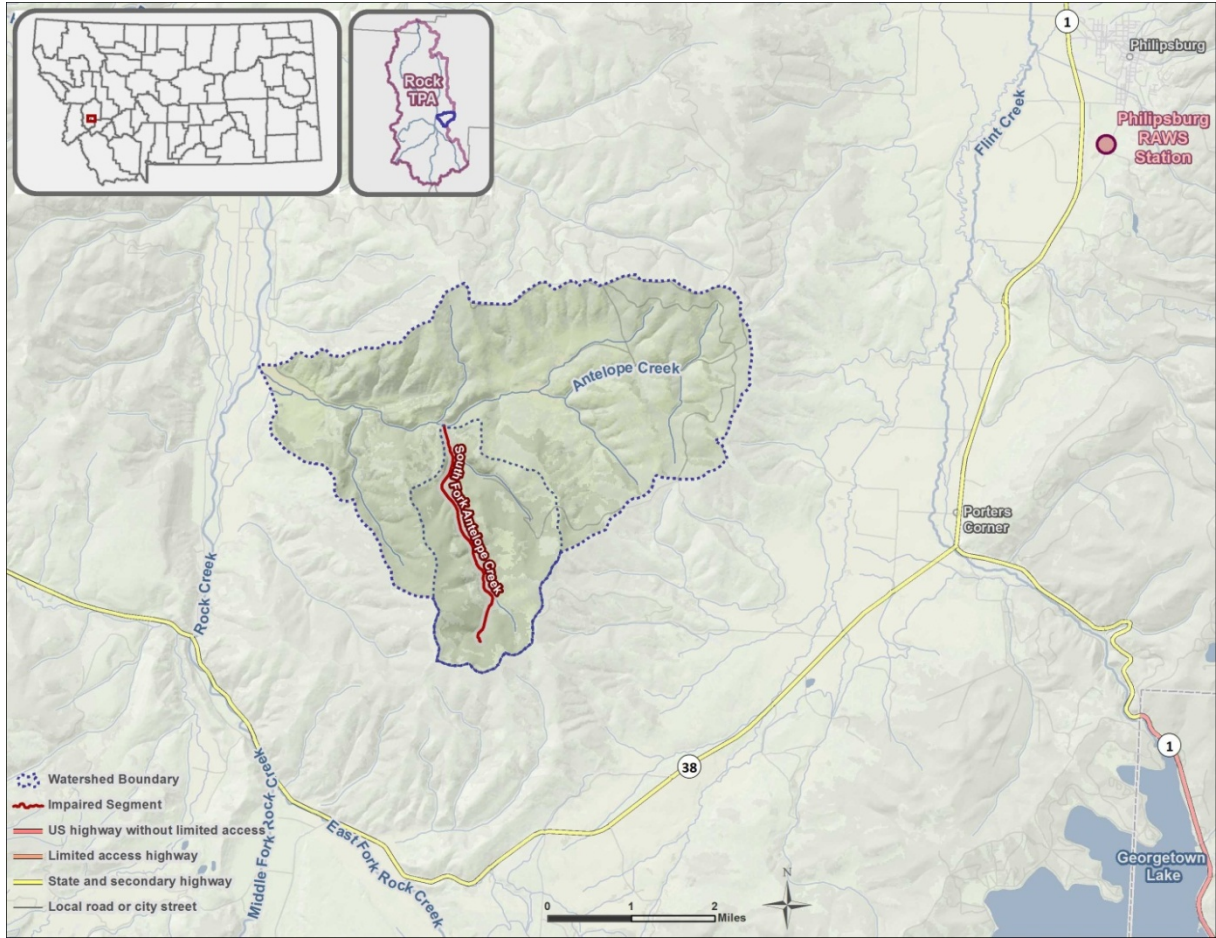 Rock
TPA
1
Philipsburg
Philipsburg
RAWS
Station
Flint Creek
Antelope Creek
South Fork Antelope Creek
Porters
Corner
Rock Creek
1
38
Middle Fork Rock Creek
East Fork Rock Creek
Georgetown
Lake
Watershed Boundary
Impaired Segment
US highway without limited access
Limited access highway
State and secondary highway
Local road or city street
N
0 1 2
Miles